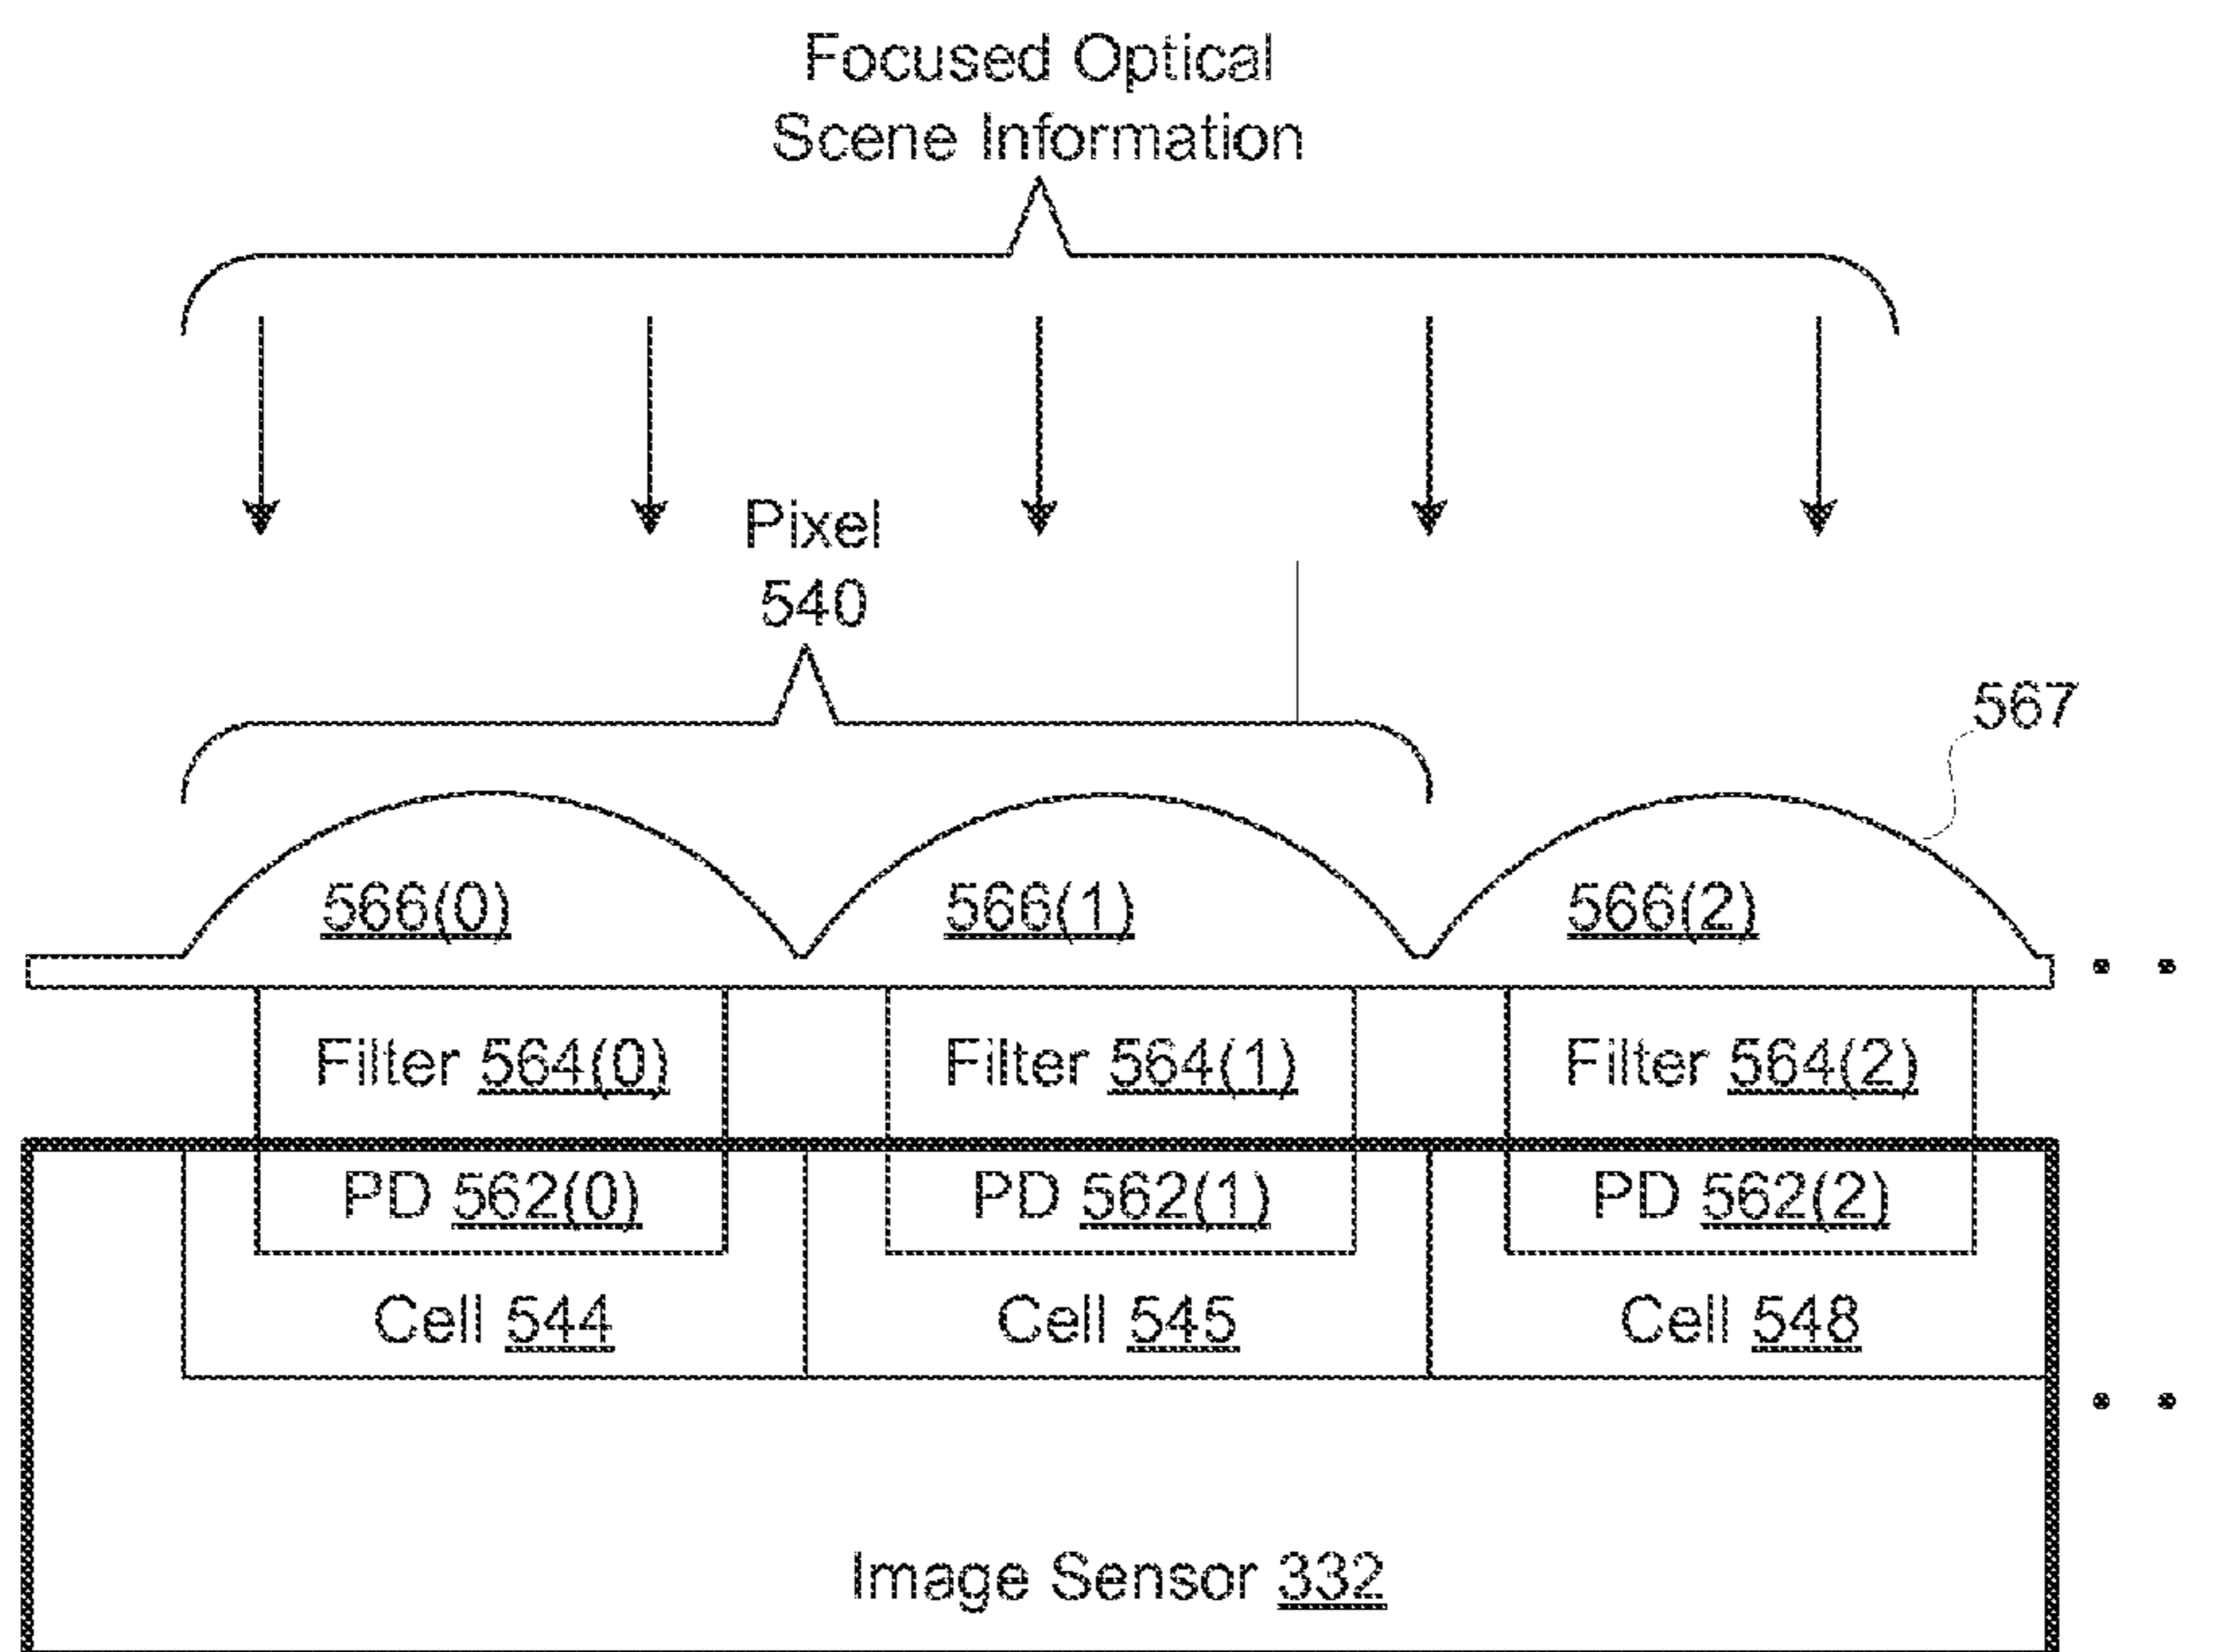 Focused Optical
Scene Information
Pixel
540
567
566(0) 566(1) 566(2)
Filter 564(0) Filter 564(1) Filter 564(2)
PD 562(0) PD 562(1) PD 562(2)
Cell 544 Cell 545 Cell 548
Image Sensor 332